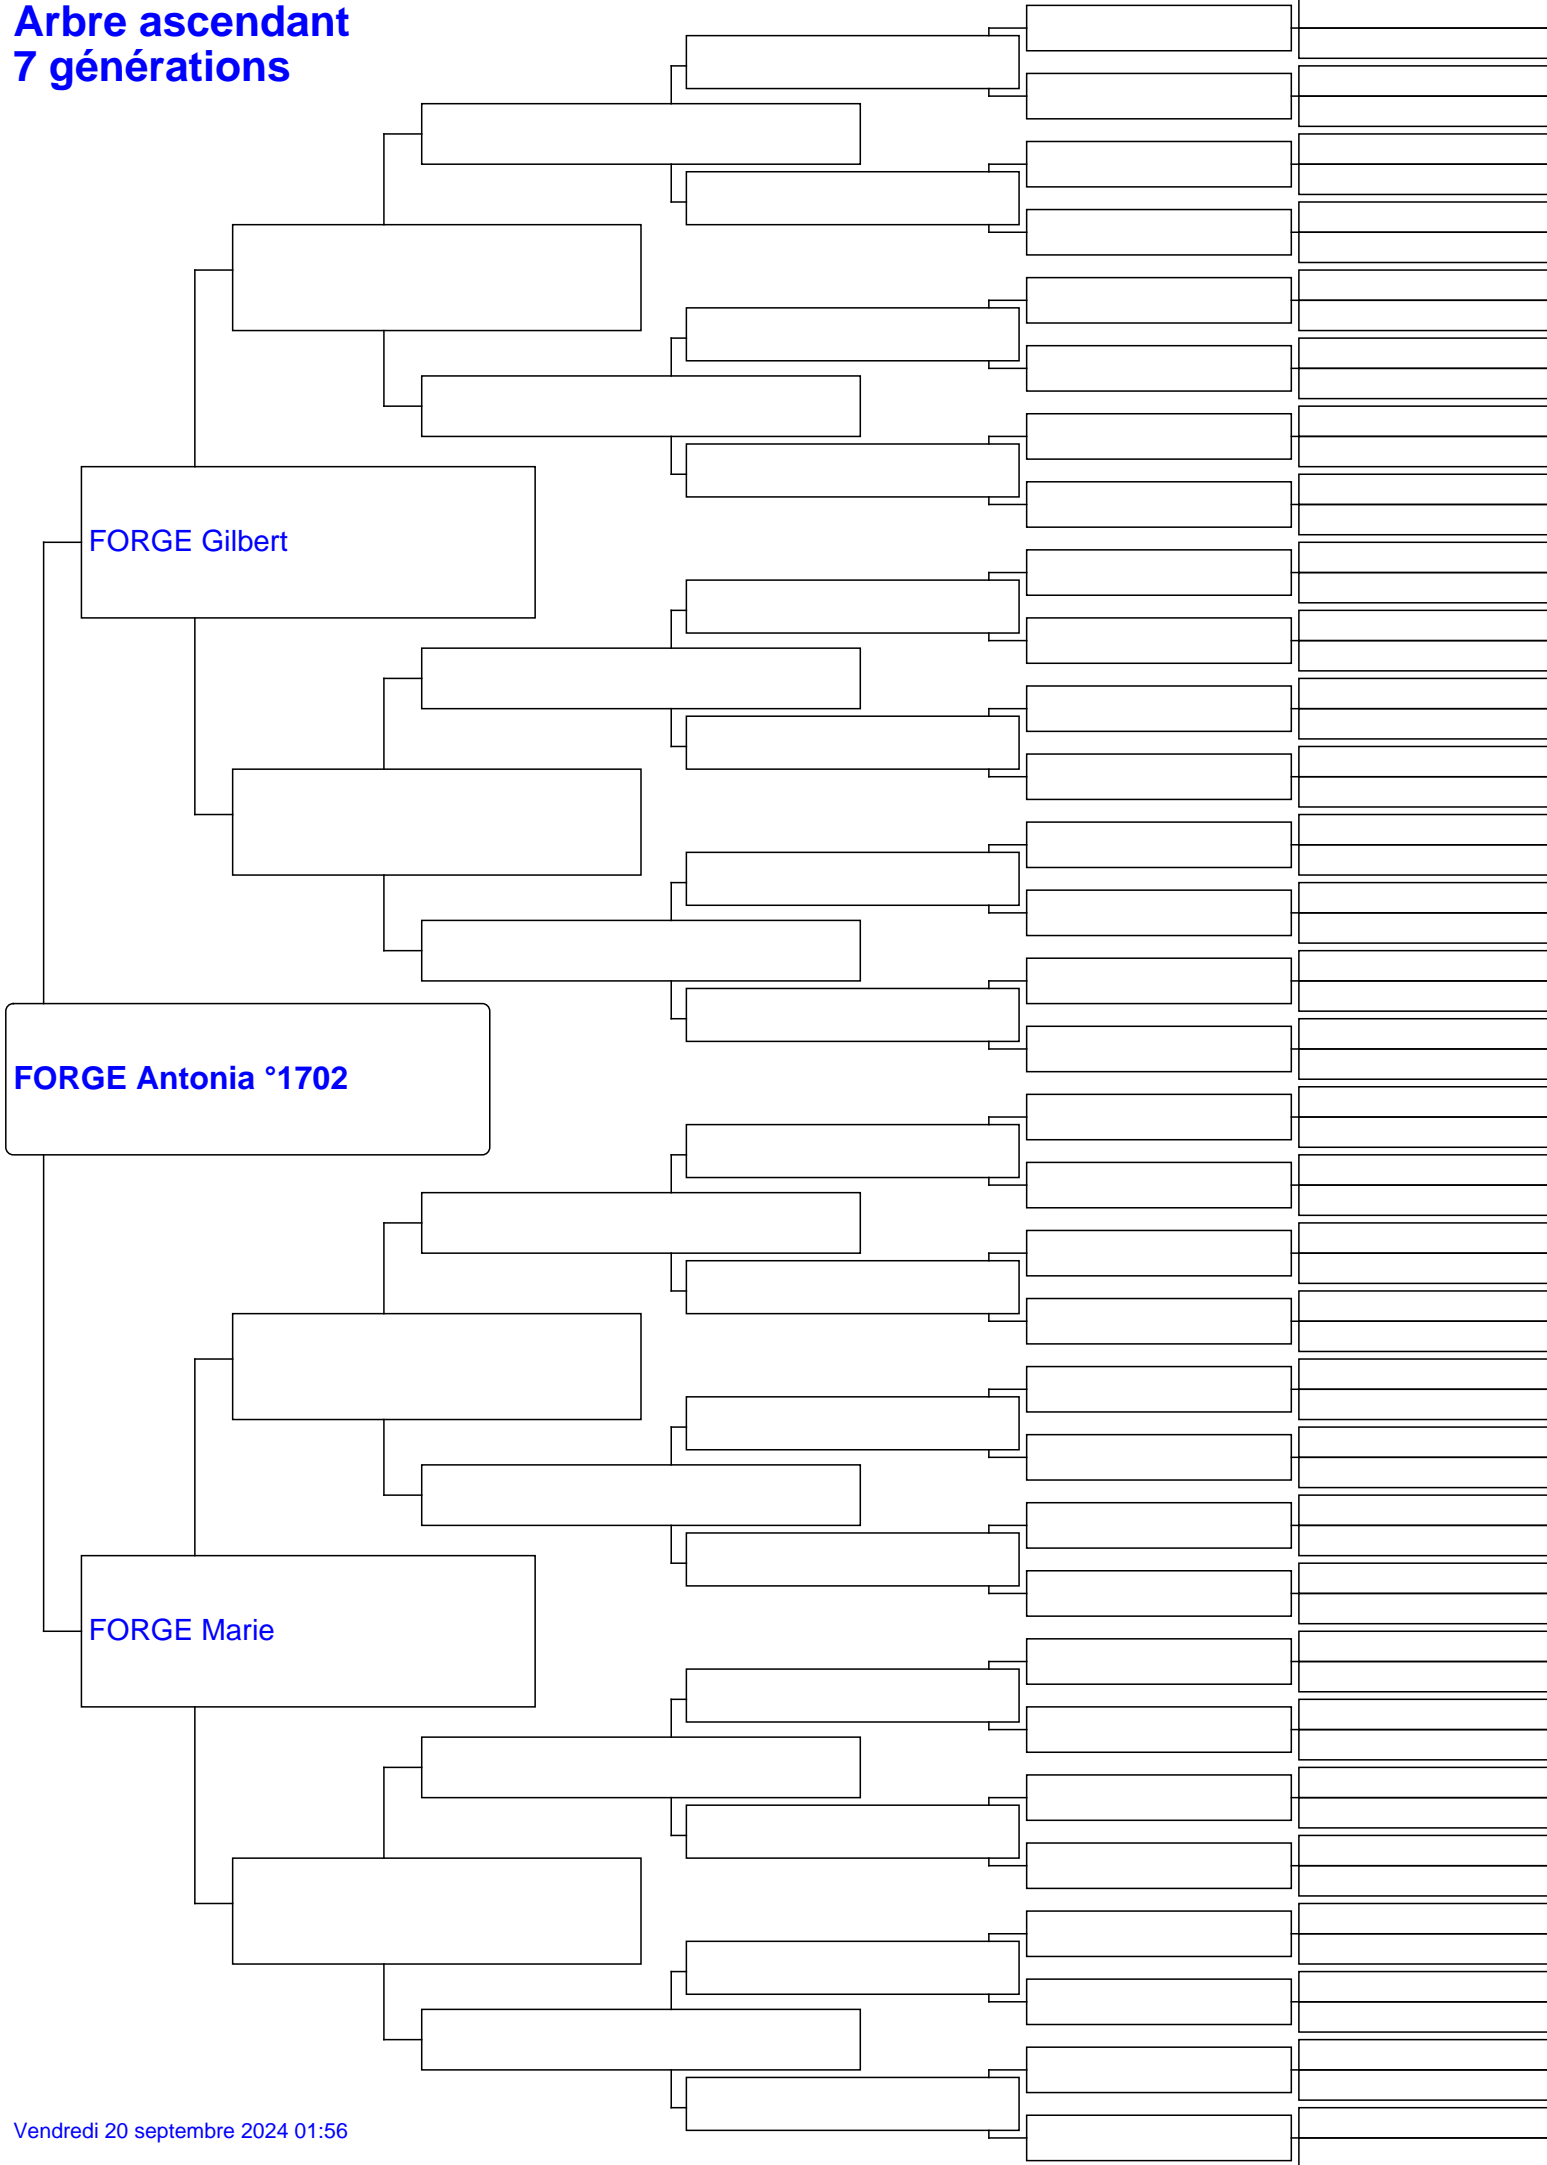 Arbre ascendant
7 générations
FORGE Gilbert
FORGE Antonia °1702
FORGE Marie
Vendredi 20 septembre 2024 01:56